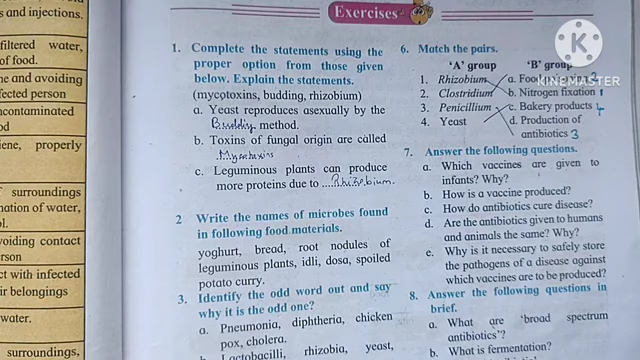 s and injections.
filtered water,
of food.
ne and avoiding
fected person
ncontaminated
od
ene, properly
surroundings
nation of water,
ol.
voiding contact
rson
ct with infected
ir belongings
water.
surroundings,
Exercises
1. Complete the statements using the
proper option from those given
below. Explain the statements.
(mycotoxins, budding, rhizobium)
a. Yeast reproduces asexually by the
Budding method.
b. Toxins of fungal origin are called
c. Leguminous plants can produce
more proteins due to ....Rhizobium.
2 Write the names of microbes found
in following food materials.
yoghurt, bread, root nodules of
leguminous plants, idli, dosa, spoiled
potato curry.
3. Identify the odd word out and say
why it is the odd one?
a. Pneumonia, diphtheria, chicken
pox, cholera.
b. Lactobacilli, rhizobia, yeast,
6. Match the pairs.
'A' group 'B' group
1. Rhizobium a. Food
2. Clostridium b. Nitrogen fixation 1
3. Penicillium c. Bakery products 4
4. Yeast d. Production of
antibiotics 3
7. Answer the following questions.
a. Which vaccines are given to
infants? Why?
b. How is a vaccine produced?
c. How do antibiotics cure disease?
d. Are the antibiotics given to humans
and animals the same? Why?
e. Why is it necessary to safely store
the pathogens of a disease against
which vaccines are to be produced?
8. Answer the following questions in
brief.
a. What are 'broad spectrum
antibiotics'?
b. What is fermentation?
K
KINEMASTER